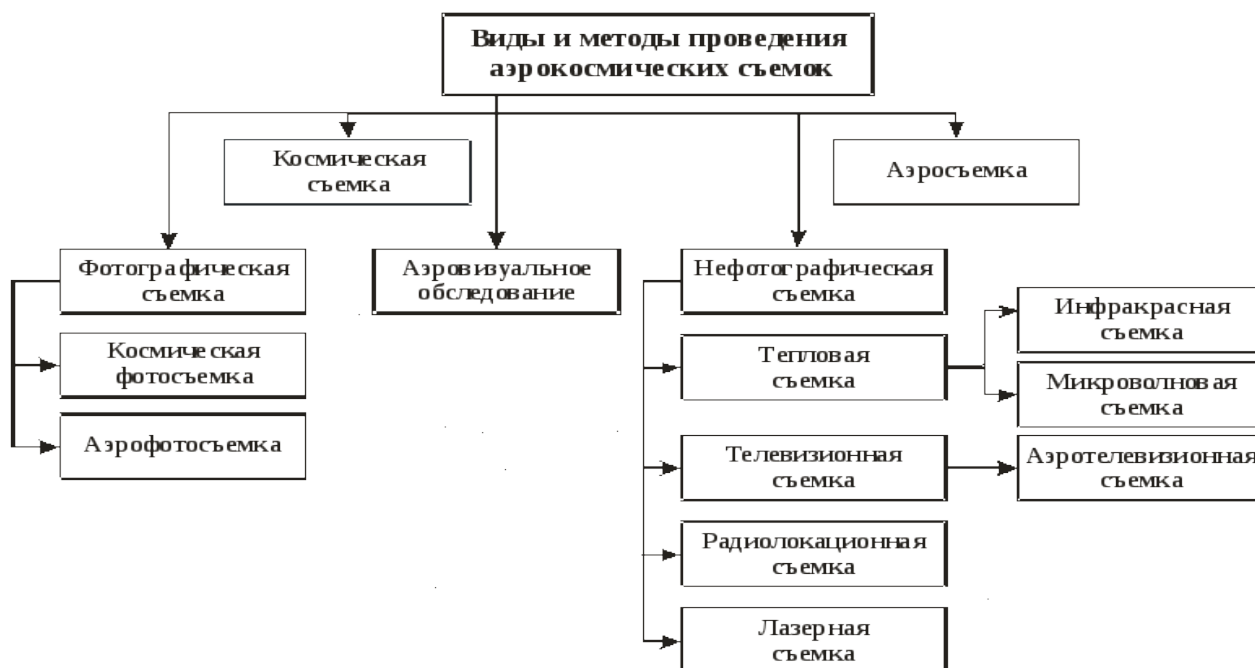 Виды и методы проведения
аэрокосмических съемок
Космическая
съемка
Аэросъемка
Фотографическая
съемка
Аэровизуальное
обследование
Нефотографическая
съемка
Космическая
фотосъемка
Аэрофотосъемка
Тепловая
съемка
Инфракрасная
съемка
Микроволновая
съемка
Телевизионная
съемка
Аэротелевизионная
съемка
Радиолокационная
съемка
Лазерная
съемка